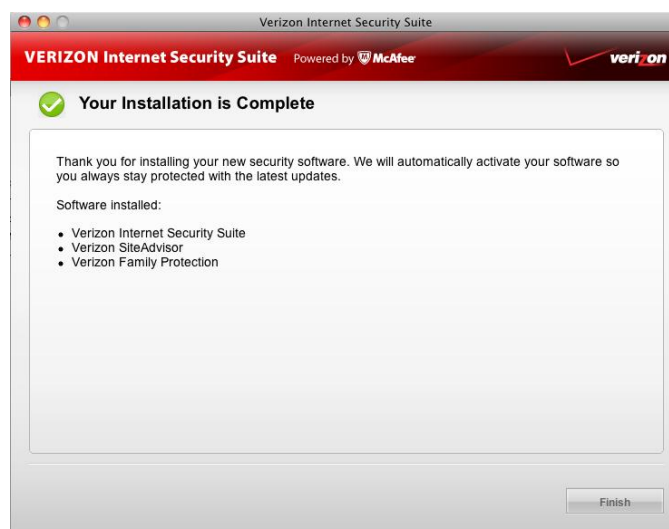 Verizon Internet Security Suite
VERIZON Internet Security Suite Powered by McAfee verizon
Your Installation is Complete
Thank you for installing your new security software. We will automatically activate your software so
you always stay protected with the latest updates.
Software installed:
• Verizon Internet Security Suite
• Verizon SiteAdvisor
• Verizon Family Protection
Finish